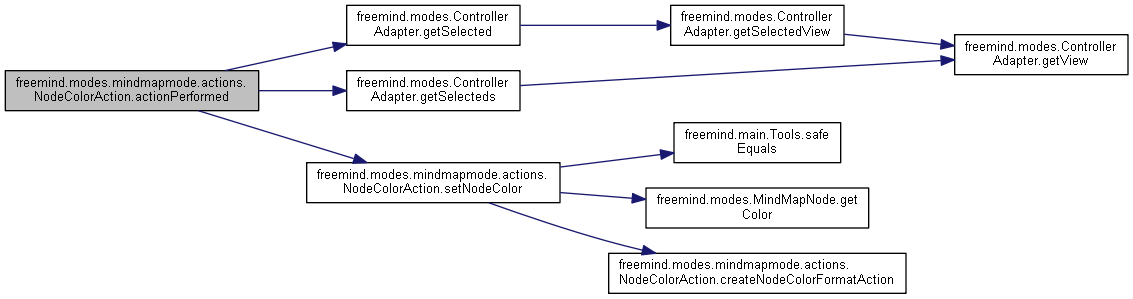 freemind.modes.mindmapmode.actions.
NodeColorAction.actionPerformed
freemind.modes.Controller
Adapter.getSelected
freemind.modes.Controller
Adapter.getSelectedView
freemind.modes.Controller
Adapter.getView
freemind.modes.Controller
Adapter.getSelecteds
freemind.modes.mindmapmode.actions.
NodeColorAction.setNodeColor
freemind.main.Tools.safe
Equals
freemind.modes.MindMapNode.get
Color
freemind.modes.mindmapmode.actions.
NodeColorAction.createNodeColorFormatAction